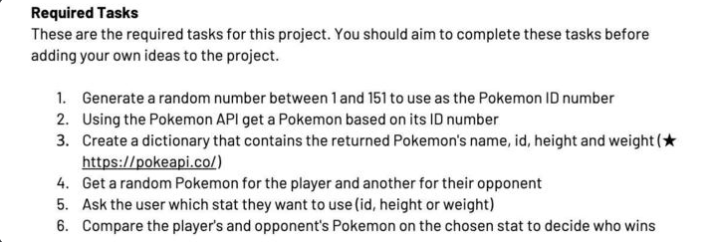 Required Tasks
These are the required tasks for this project. You should aim to complete these tasks before
adding your own ideas to the project.
1. Generate a random number between 1 and 151 to use as the Pokemon ID number
2. Using the Pokemon API get a Pokemon based on its ID number
3. Create a dictionary that contains the returned Pokemon's name, id, height and weight (★
https://pokeapi.co/)
4. Get a random Pokemon for the player and another for their opponent
5. Ask the user which stat they want to use (id, height or weight)
6. Compare the player's and opponent's Pokemon on the chosen stat to decide who wins